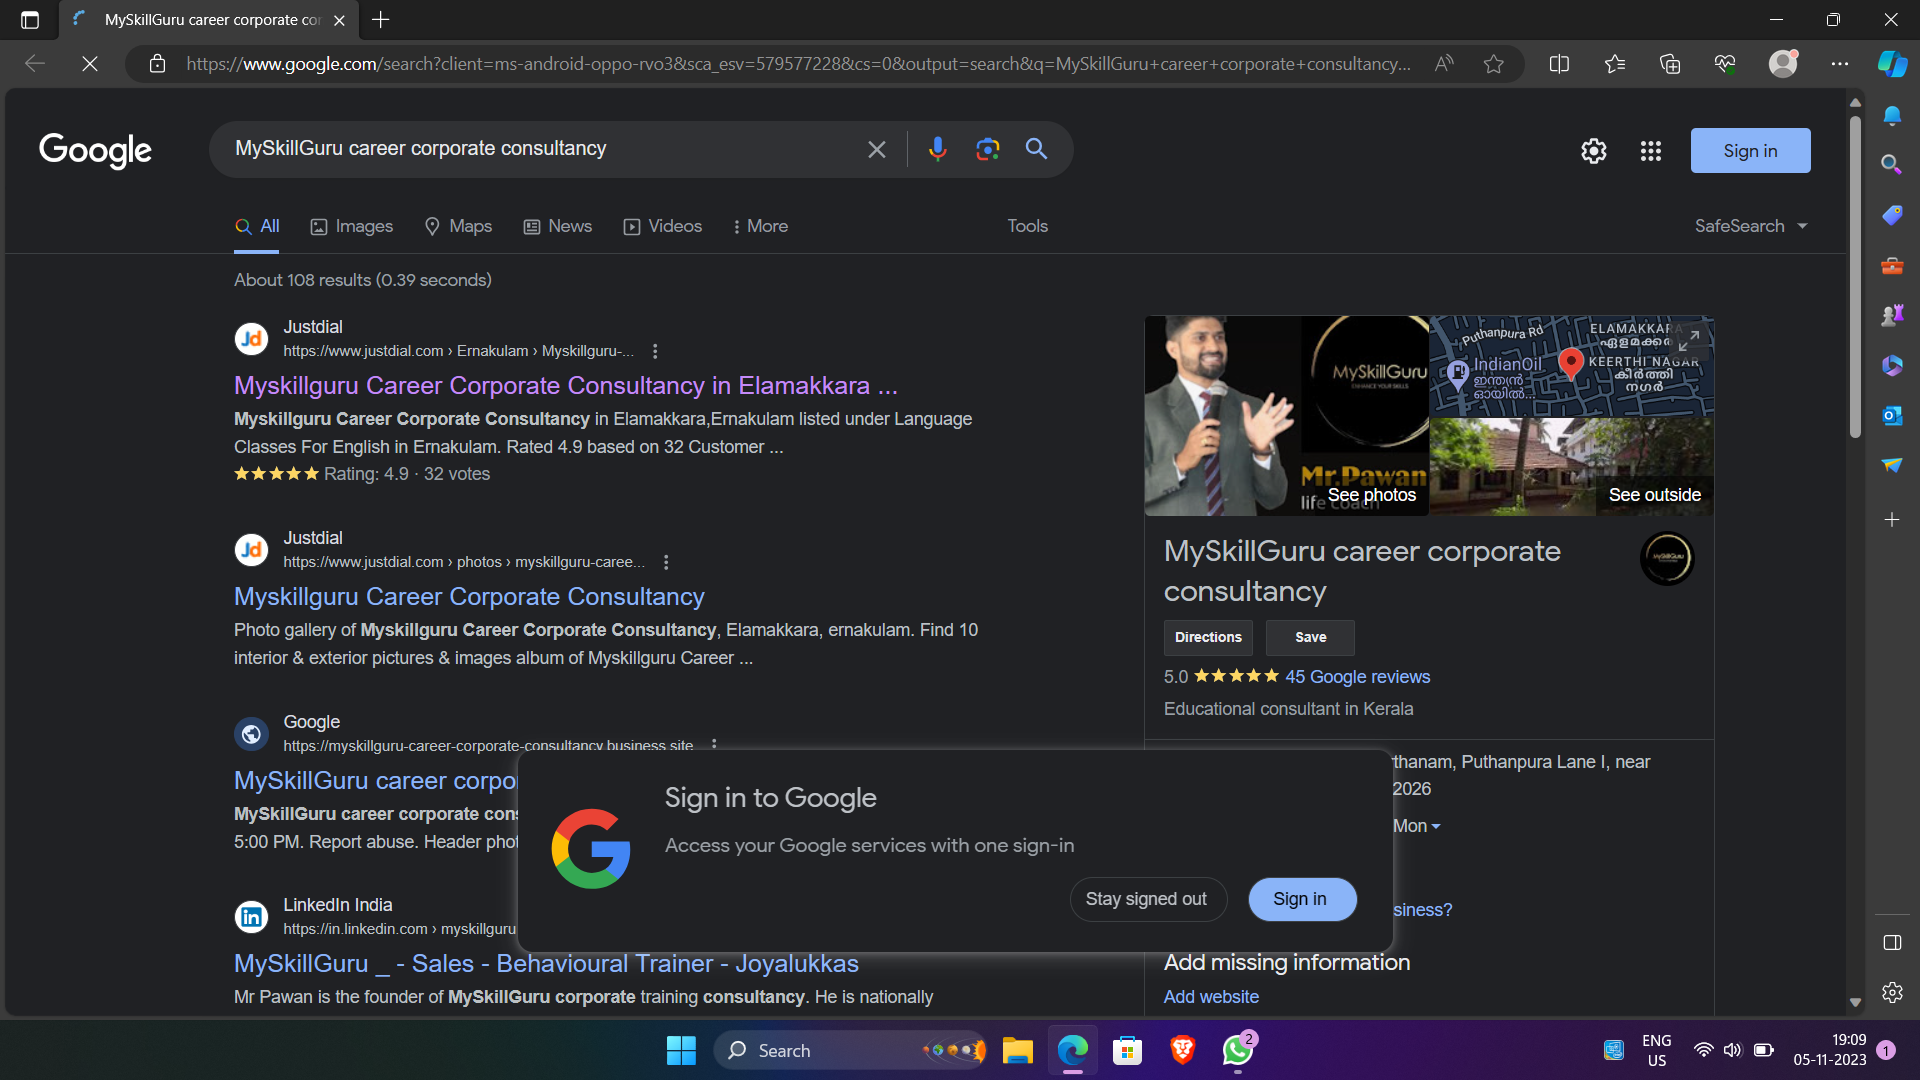 MySkillGuru career corporate cor
https://www.google.com/search?client=ms-android-oppo-rvo3&sca_esv=579577228&cs=0&output=search&q=MySkillGuru+career+corporate+consultancy...
Google
MySkillGuru career corporate consultancy
Sign in
All
Images
Maps
News
Videos
More
Tools
SafeSearch
About 108 results (0.39 seconds)
Jd
Justdial
https://www.justdial.com › Ernakulam › Myskillguru-...
Myskillguru Career Corporate Consultancy in Elamakkara ...
Myskillguru Career Corporate Consultancy in Elamakkara,Ernakulam listed under Language
Classes For English in Ernakulam. Rated 4.9 based on 32 Customer ...
Rating: 4.9 · 32 votes
Jd
Justdial
https://www.justdial.com › photos › myskillguru-caree...
Myskillguru Career Corporate Consultancy
Photo gallery of Myskillguru Career Corporate Consultancy, Elamakkara, ernakulam. Find 10
interior & exterior pictures & images album of Myskillguru Career ...
Google
https://myskillguru-career-corporate-consultancy.business.site
MySkillGuru career corpo
MySkillGuru career corporate con
5:00 PM. Report abuse. Header phot
in
LinkedIn India
https://in.linkedin.com › myskillguru
MySkillGuru _ - Sales - Behavioural Trainer - Joyalukkas
Mr Pawan is the founder of MySkillGuru corporate training consultancy. He is nationally
MySkillGuru
ENHANCE YOUR SKILLS
Mr.Pawan
life coach
See photos
Puthanpura Rd
IndianOil
ഇന്ത്യൻ
ഓയിൽ...
ELAMAKKARA
ഏളമക്കര
KEERTHI NAGAR
കീർത്തി
നഗർ
See outside
MySkillGuru career corporate
consultancy
MySkillGuru
Directions
Save
5.0
45 Google reviews
Educational consultant in Kerala
thanam, Puthanpura Lane I, near
2026
Mon
siness?
Add missing information
Add website
Sign in to Google
Access your Google services with one sign-in
Stay signed out
Sign in
Search
2
ENG
US
19:09
05-11-2023
1